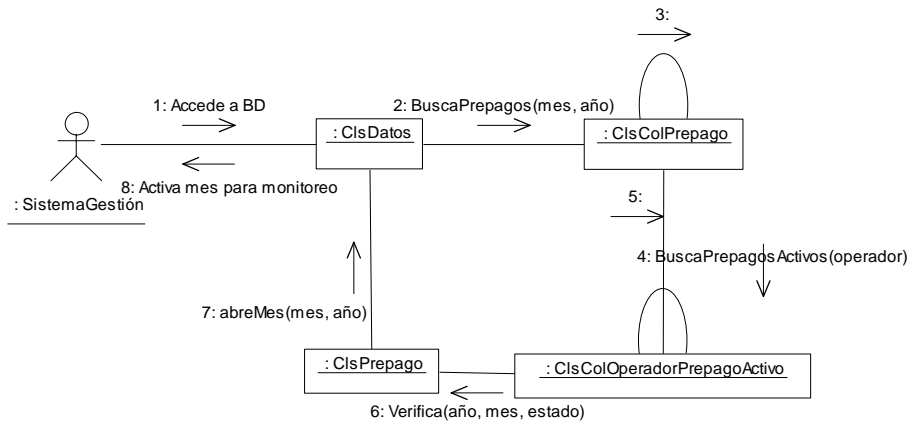 3:
1: Accede a BD
2: BuscaPrepagos(mes, año)
: ClsDatos
: ClsColPrepago
8: Activa mes para monitoreo
: SistemaGestión
5:
4: BuscaPrepagosActivos(operador)
7: abreMes(mes, año)
: ClsPrepago
: ClsColOperadorPrepagoActivo
6: Verifica(año, mes, estado)